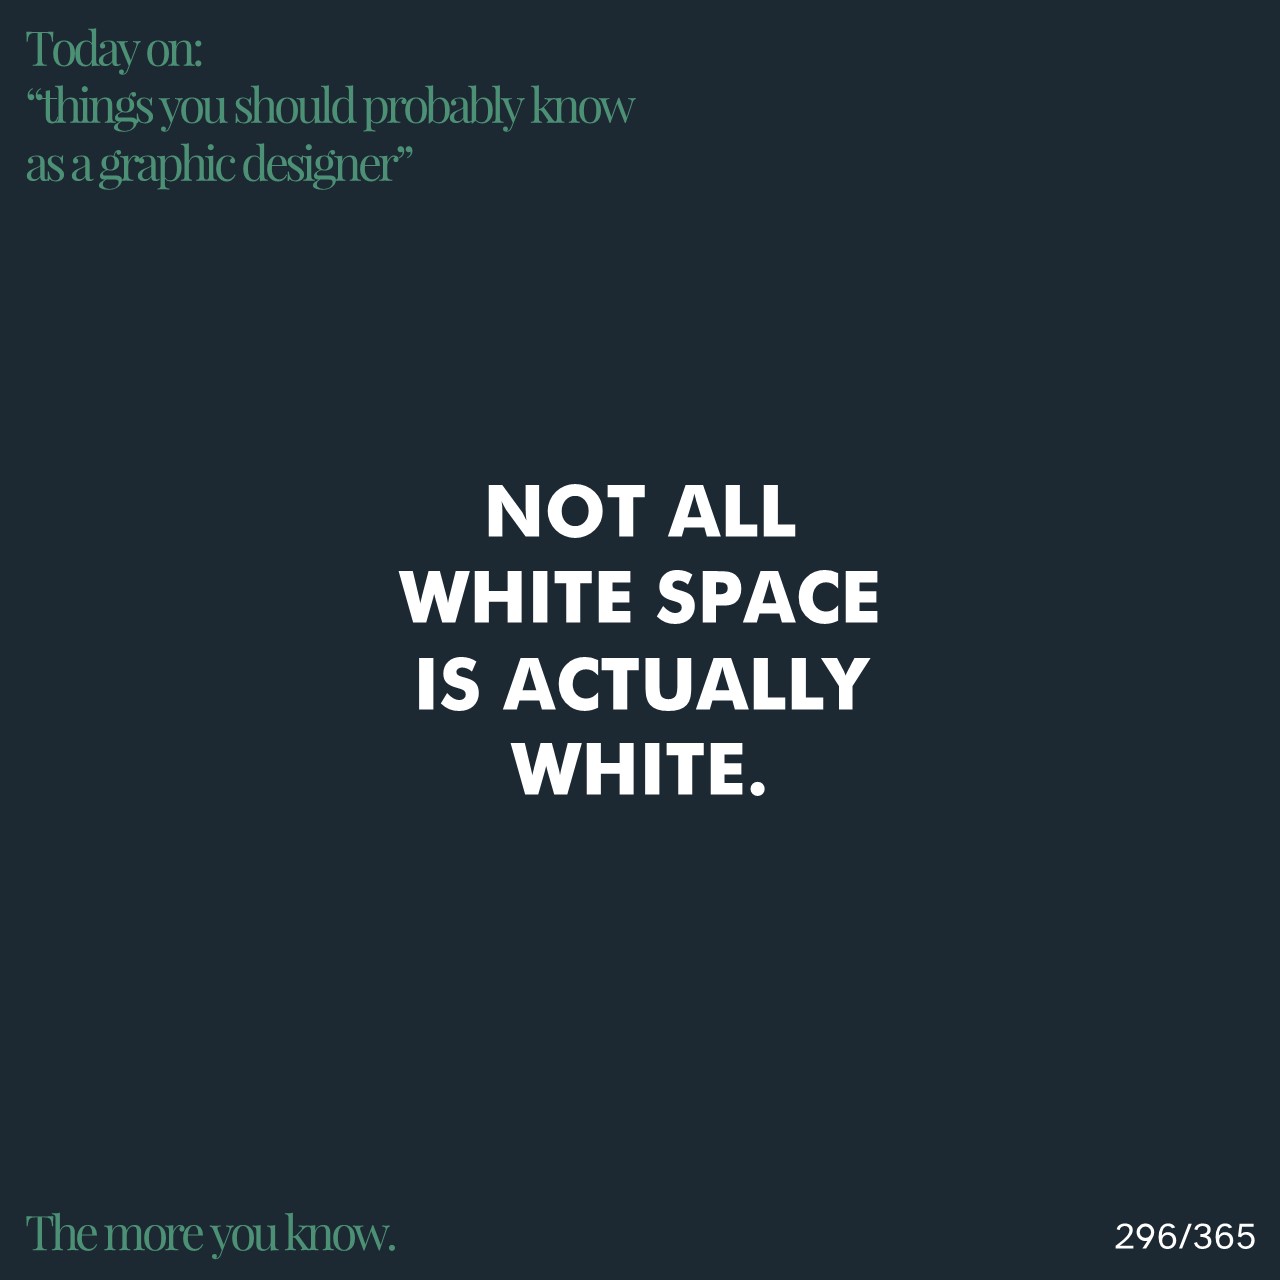 Today on:
“things you should probably know
as a graphic designer”
NOT ALL
WHITE SPACE
IS ACTUALLY
WHITE.
The more you know.
296/365